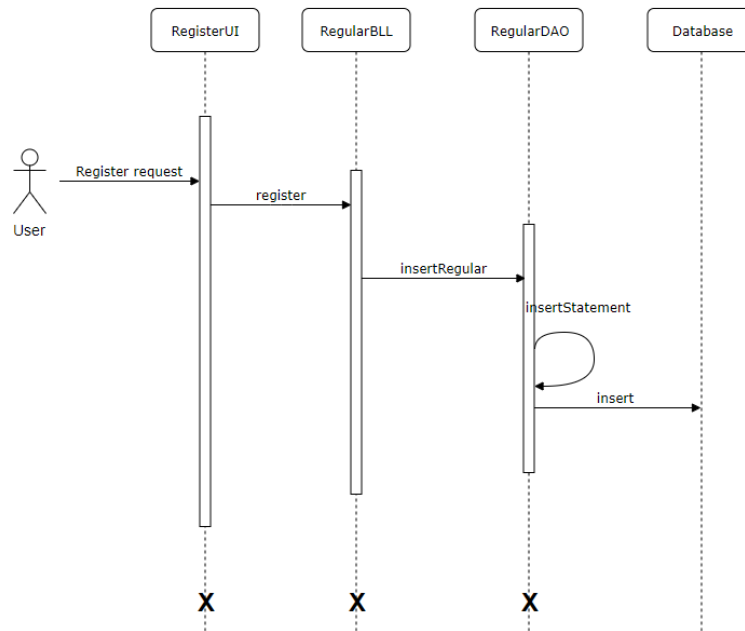 RegisterUI
RegularBLL
RegularDAO
Database
Register request
User
register
insertRegular
insertStatement
insert
X
X
X